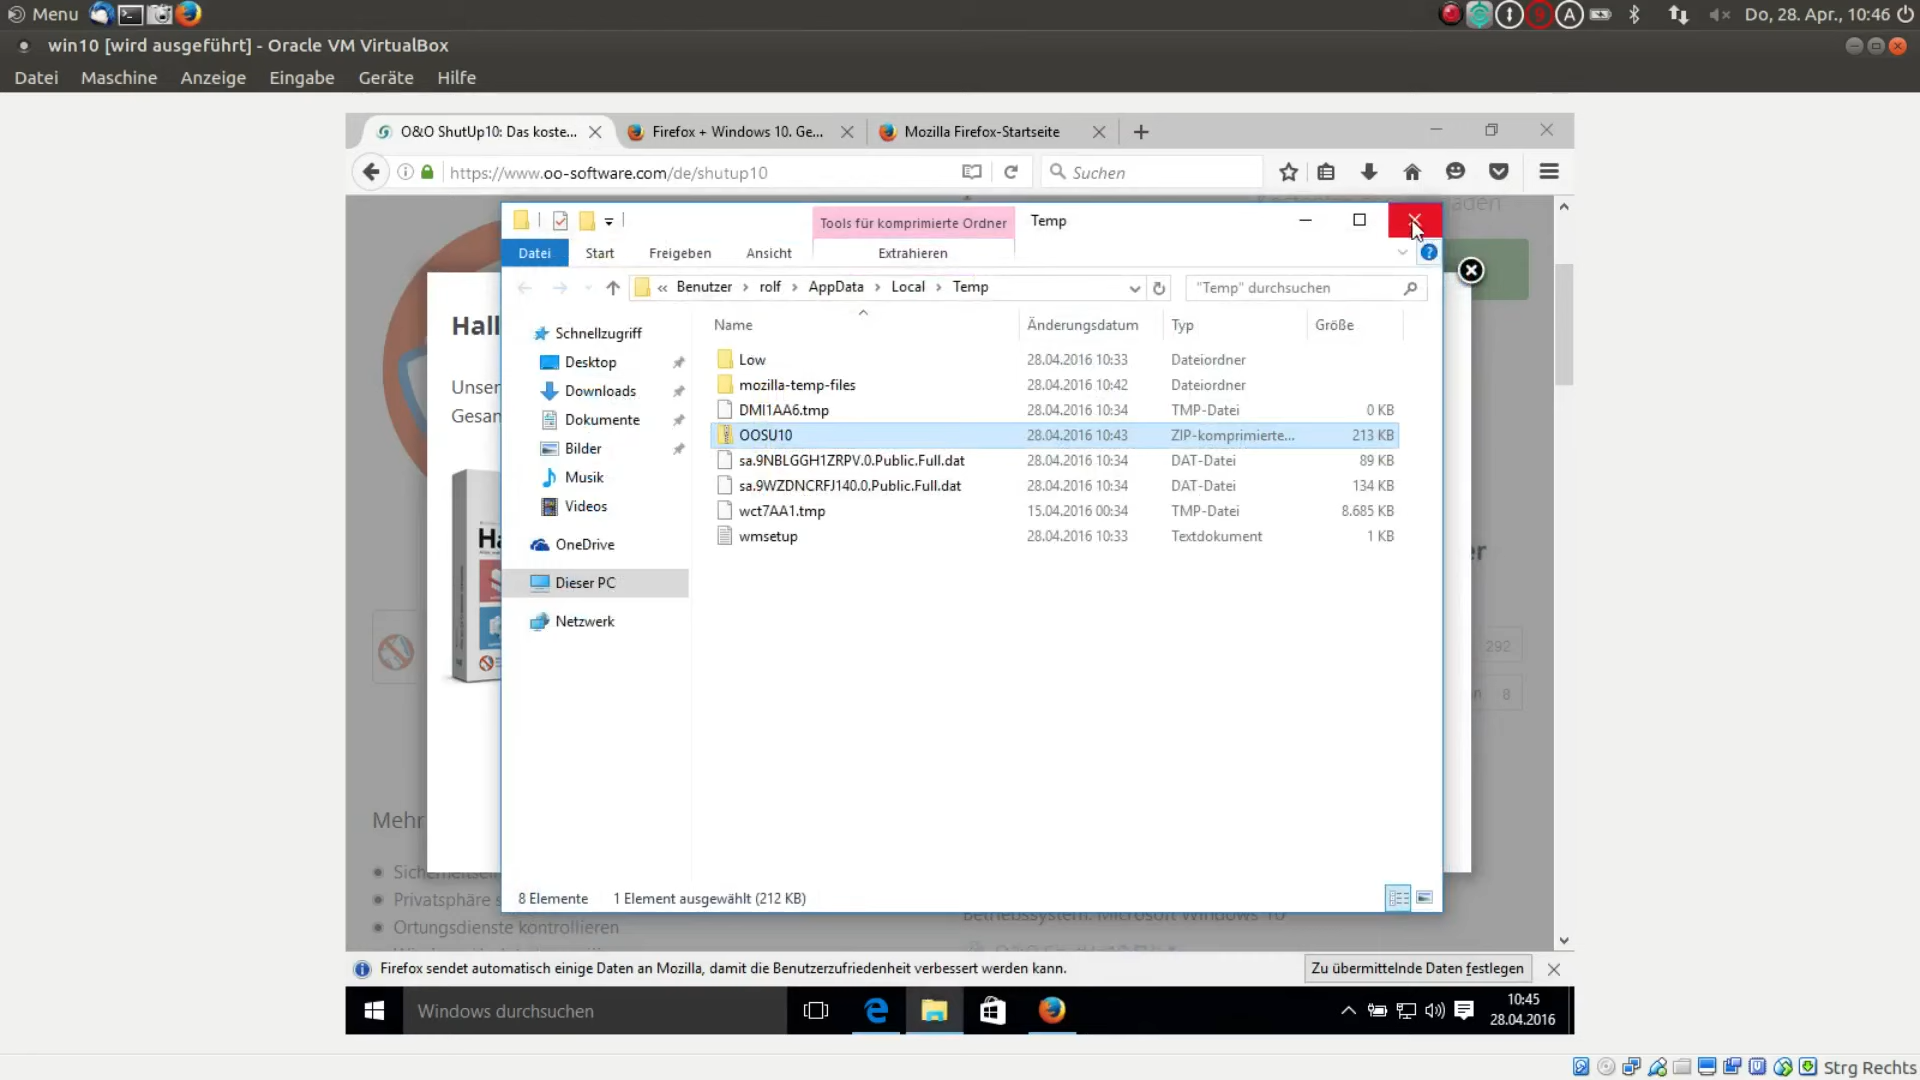 Menu
Do, 28. Apr., 10:46
win10 [wird ausgeführt] - Oracle VM VirtualBox
Datei Maschine Anzeige Eingabe Geräte Hilfe
O&O ShutUp10: Das koste... Firefox + Windows 10. Ge... Mozilla Firefox-Startseite
https://www.oo-software.com/de/shutup10 Suchen
Tools für komprimierte Ordner Temp
Datei Start Freigeben Ansicht Extrahieren
« Benutzer › rolf › AppData › Local › Temp "Temp" durchsuchen
Hall
Unser
Gesan
Name Änderungsdatum Typ Größe
Schnellzugriff
Desktop
Downloads
Dokumente
Bilder
Musik
Videos
OneDrive
Dieser PC
Netzwerk
Low 28.04.2016 10:33 Dateiordner
mozilla-temp-files 28.04.2016 10:42 Dateiordner
DMI1AA6.tmp 28.04.2016 10:34 TMP-Datei 0 KB
OOSU10 28.04.2016 10:43 ZIP-komprimierte... 213 KB
sa.9NBLGGH1ZRPV.0.Public.Full.dat 28.04.2016 10:34 DAT-Datei 89 KB
sa.9WZDNCRFJ140.0.Public.Full.dat 28.04.2016 10:34 DAT-Datei 134 KB
wct7AA1.tmp 15.04.2016 00:34 TMP-Datei 8.685 KB
wmsetup 28.04.2016 10:33 Textdokument 1 KB
292
8
Mehr
Privatsphäre s
Ortungsdienste kontrollieren
8 Elemente 1 Element ausgewählt (212 KB)
Betriebssystem: Microsoft Windows 10
Firefox sendet automatisch einige Daten an Mozilla, damit die Benutzerzufriedenheit verbessert werden kann. Zu übermittelnde Daten festlegen
Windows durchsuchen
10:45
28.04.2016
Strg Rechts